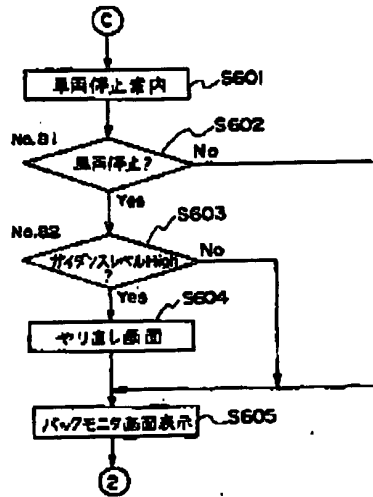 C
車両停止案内
S601
No.81
S602
車両停止?
No
Yes
No.82
S603
ガイダンスレベルHigh
?
No
Yes
S604
ヤリ直し画面
バックモニタ画面表示
S605
2